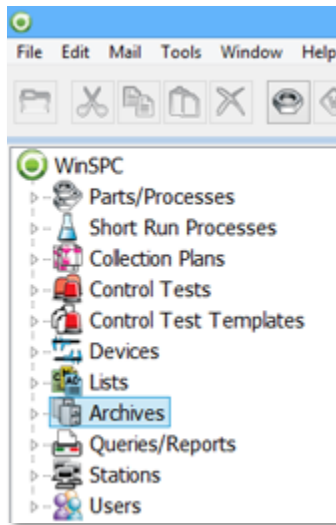 File Edit Mail Tools Window Help
WinSPC
Parts/Processes
Short Run Processes
Collection Plans
Control Tests
Control Test Templates
Devices
Lists
Archives
Queries/Reports
Stations
Users